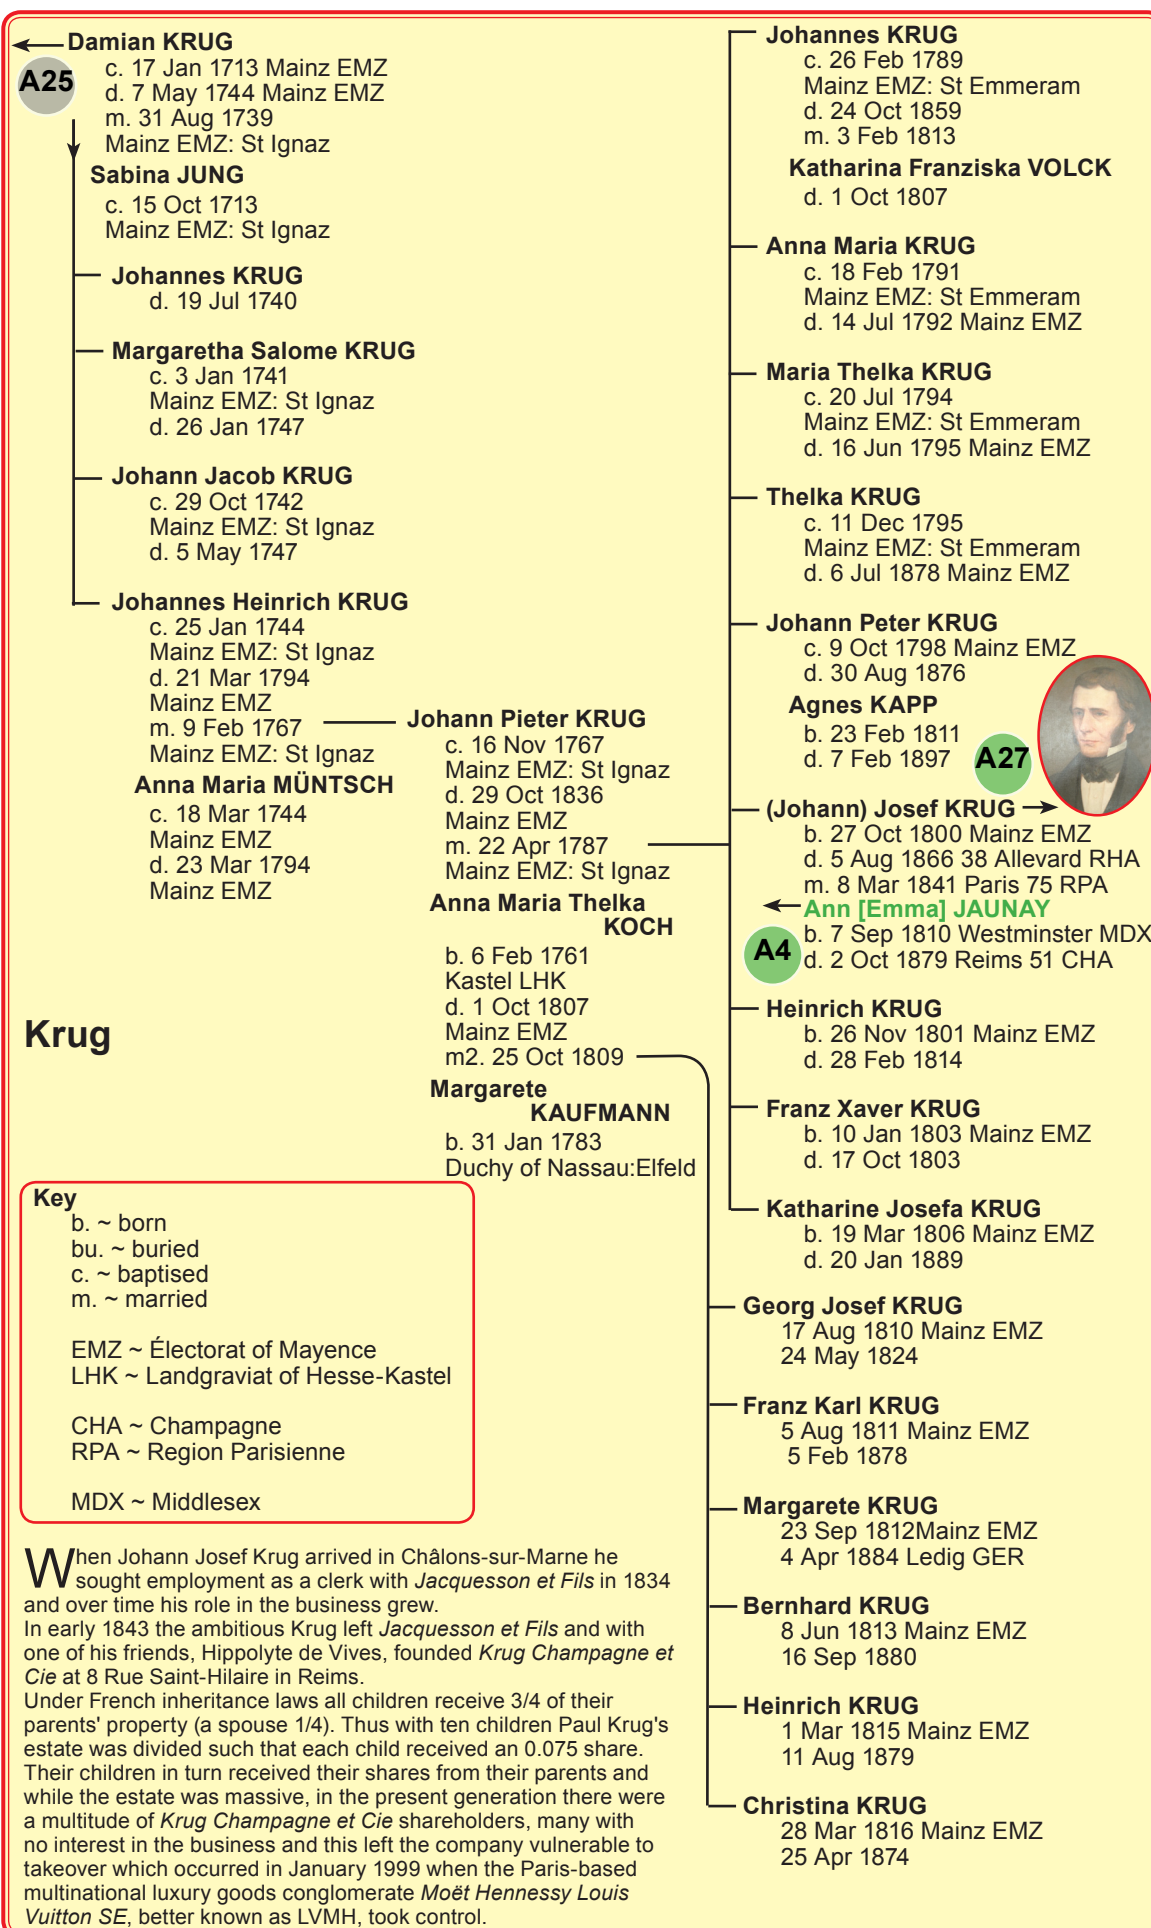 Damian KRUG
A25
c. 17 Jan 1713 Mainz EMZ
d. 7 May 1744 Mainz EMZ
m. 31 Aug 1739
Mainz EMZ: St Ignaz
Sabina JUNG
c. 15 Oct 1713
Mainz EMZ: St Ignaz
Johannes KRUG
d. 19 Jul 1740
Margaretha Salome KRUG
c. 3 Jan 1741
Mainz EMZ: St Ignaz
d. 26 Jan 1747
Johann Jacob KRUG
c. 29 Oct 1742
Mainz EMZ: St Ignaz
d. 5 May 1747
Johannes Heinrich KRUG
c. 25 Jan 1744
Mainz EMZ: St Ignaz
d. 21 Mar 1794
Mainz EMZ
m. 9 Feb 1767
Mainz EMZ: St Ignaz
Anna Maria MÜNTSCH
c. 18 Mar 1744
Mainz EMZ
d. 23 Mar 1794
Mainz EMZ
Johann Pieter KRUG
c. 16 Nov 1767
Mainz EMZ: St Ignaz
d. 29 Oct 1836
Mainz EMZ
m. 22 Apr 1787
Mainz EMZ: St Ignaz
Anna Maria Thelka
KOCH
b. 6 Feb 1761
Kastel LHK
d. 1 Oct 1807
Mainz EMZ
m2. 25 Oct 1809
Margarete
KAUFMANN
b. 31 Jan 1783
Duchy of Nassau:Elfeld
Johannes KRUG
c. 26 Feb 1789
Mainz EMZ: St Emmeram
d. 24 Oct 1859
m. 3 Feb 1813
Katharina Franziska VOLCK
d. 1 Oct 1807
Anna Maria KRUG
c. 18 Feb 1791
Mainz EMZ: St Emmeram
d. 14 Jul 1792 Mainz EMZ
Maria Thelka KRUG
c. 20 Jul 1794
Mainz EMZ: St Emmeram
d. 16 Jun 1795 Mainz EMZ
Thelka KRUG
c. 11 Dec 1795
Mainz EMZ: St Emmeram
d. 6 Jul 1878 Mainz EMZ
Johann Peter KRUG
c. 9 Oct 1798 Mainz EMZ
d. 30 Aug 1876
Agnes KAPP
b. 23 Feb 1811
d. 7 Feb 1897
A27
(Johann) Josef KRUG
b. 27 Oct 1800 Mainz EMZ
d. 5 Aug 1866 38 Allevard RHA
m. 8 Mar 1841 Paris 75 RPA
Ann [Emma] JAUNAY
A4
b. 7 Sep 1810 Westminster MDX
d. 2 Oct 1879 Reims 51 CHA
Heinrich KRUG
b. 26 Nov 1801 Mainz EMZ
d. 28 Feb 1814
Franz Xaver KRUG
b. 10 Jan 1803 Mainz EMZ
d. 17 Oct 1803
Katharine Josefa KRUG
b. 19 Mar 1806 Mainz EMZ
d. 20 Jan 1889
Georg Josef KRUG
17 Aug 1810 Mainz EMZ
24 May 1824
Franz Karl KRUG
5 Aug 1811 Mainz EMZ
5 Feb 1878
Margarete KRUG
23 Sep 1812Mainz EMZ
4 Apr 1884 Ledig GER
Bernhard KRUG
8 Jun 1813 Mainz EMZ
16 Sep 1880
Heinrich KRUG
1 Mar 1815 Mainz EMZ
11 Aug 1879
Christina KRUG
28 Mar 1816 Mainz EMZ
25 Apr 1874
Krug
Key
b. ~ born
bu. ~ buried
c. ~ baptised
m. ~ married
EMZ ~ Électorat of Mayence
LHK ~ Landgraviat of Hesse-Kastel
CHA ~ Champagne
RPA ~ Region Parisienne
MDX ~ Middlesex
When Johann Josef Krug arrived in Châlons-sur-Marne he
sought employment as a clerk with Jacquesson et Fils in 1834
and over time his role in the business grew.
In early 1843 the ambitious Krug left Jacquesson et Fils and with
one of his friends, Hippolyte de Vives, founded Krug Champagne et
Cie at 8 Rue Saint-Hilaire in Reims.
Under French inheritance laws all children receive 3/4 of their
parents' property (a spouse 1/4). Thus with ten children Paul Krug's
estate was divided such that each child received an 0.075 share.
Their children in turn received their shares from their parents and
while the estate was massive, in the present generation there were
a multitude of Krug Champagne et Cie shareholders, many with
no interest in the business and this left the company vulnerable to
takeover which occurred in January 1999 when the Paris-based
multinational luxury goods conglomerate Moët Hennessy Louis
Vuitton SE, better known as LVMH, took control.